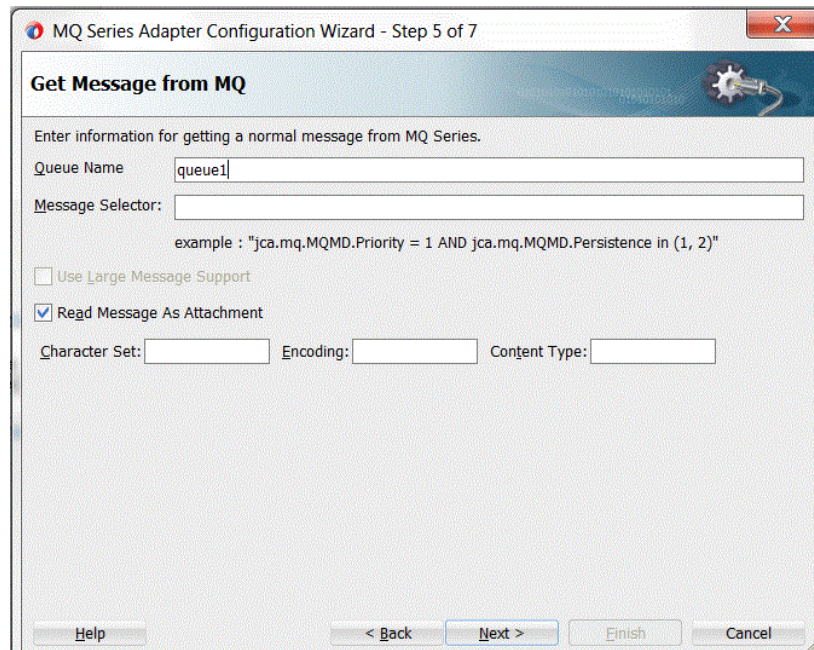 MQ Series Adapter Configuration Wizard - Step 5 of 7
Get Message from MQ
Enter information for getting a normal message from MQ Series.
Queue Name queue1
Message Selector:
example : "jca.mq.MQMD.Priority = 1 AND jca.mq.MQMD.Persistence in (1, 2)"
Use Large Message Support
Read Message As Attachment
Character Set: Encoding: Content Type:
Help < Back Next > Finish Cancel